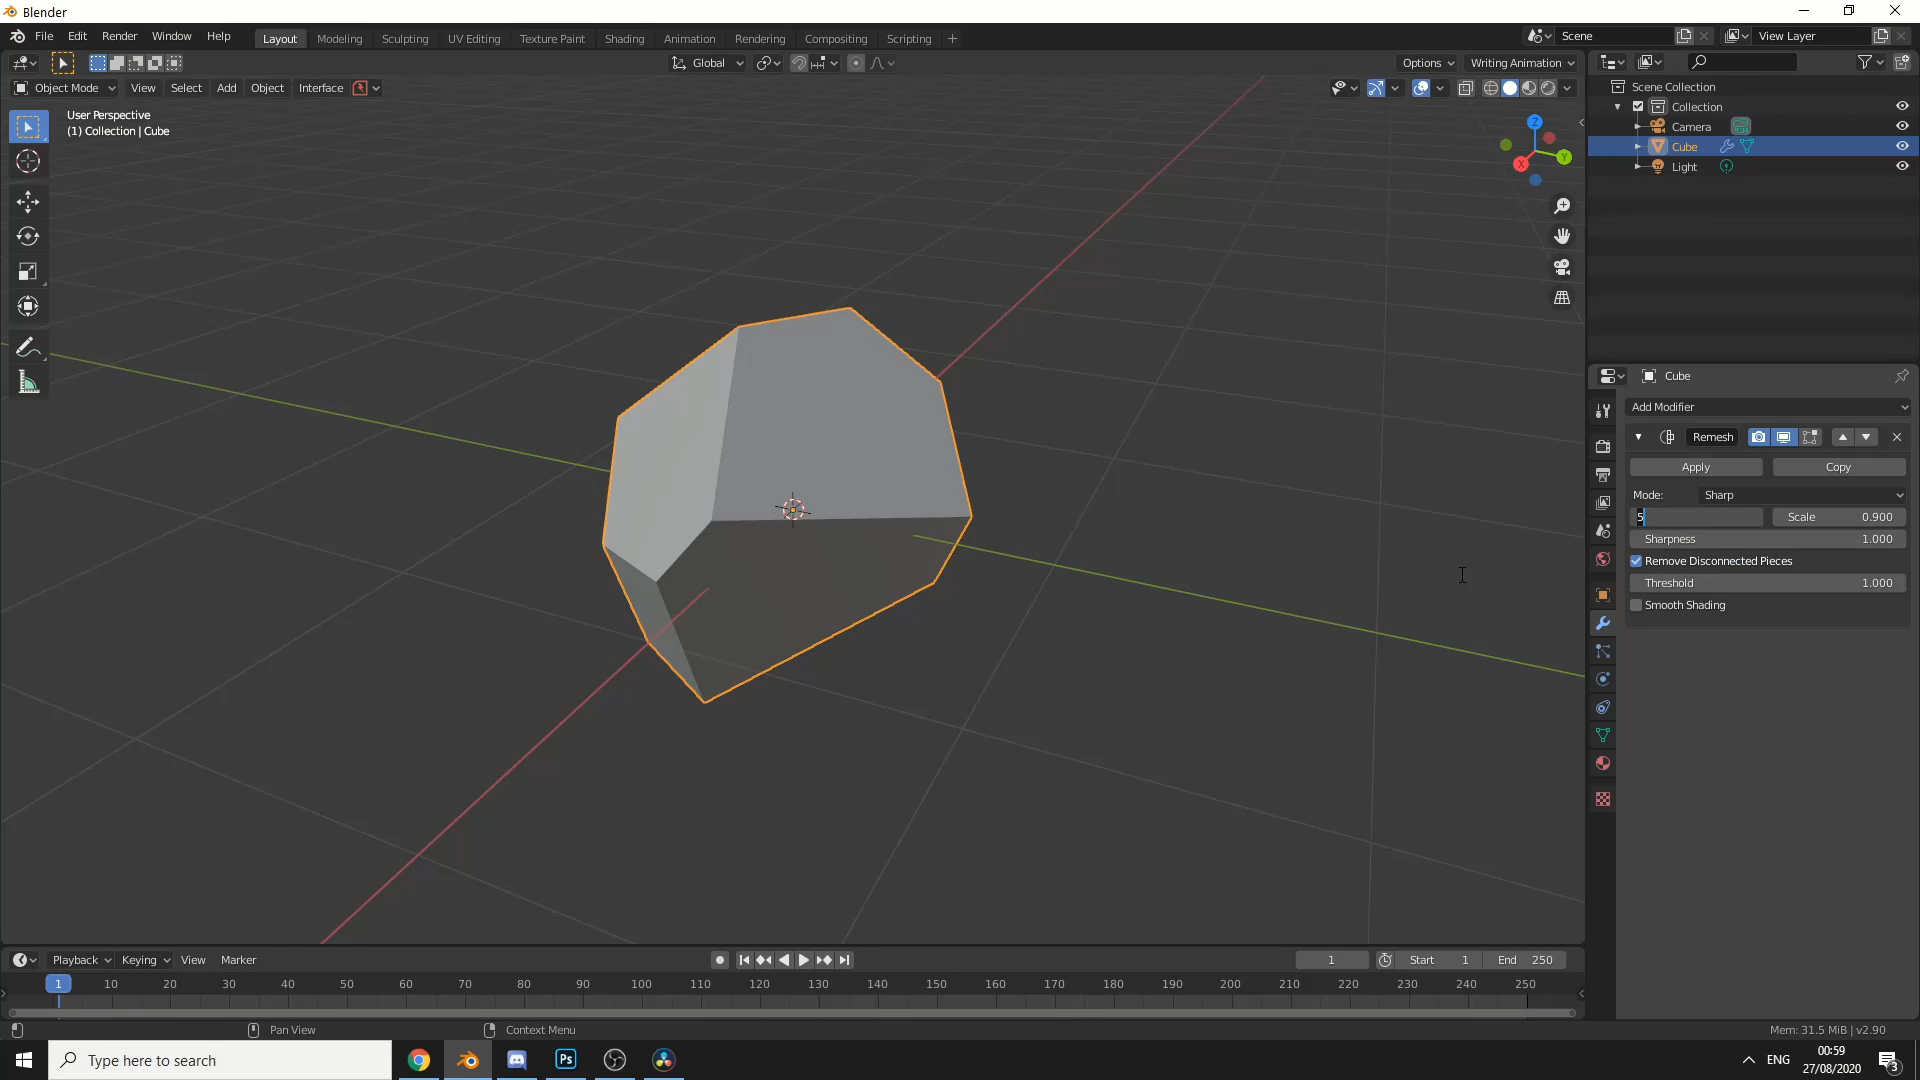 Blender
File Edit Render Window Help Layout Modeling Sculpting UV Editing Texture Paint Shading Animation Rendering Compositing Scripting + Scene View Layer
Global Options Writing Animation
Object Mode View Select Add Object Interface
User Perspective
(1) Collection | Cube
Z
Y
X
Scene Collection
Collection
Camera
Cube
Light
Cube
Add Modifier
Remesh
Apply Copy
Mode: Sharp
5 Scale 0.900
Sharpness 1.000
Remove Disconnected Pieces
Threshold 1.000
Smooth Shading
Playback Keying View Marker 1 Start 1 End 250
1 10 20 30 40 50 60 70 80 90 100 110 120 130 140 150 160 170 180 190 200 210 220 230 240 250
Pan View Context Menu Mem: 31.5 MiB | v2.90
Type here to search Ps ENG 00:59
27/08/2020 3